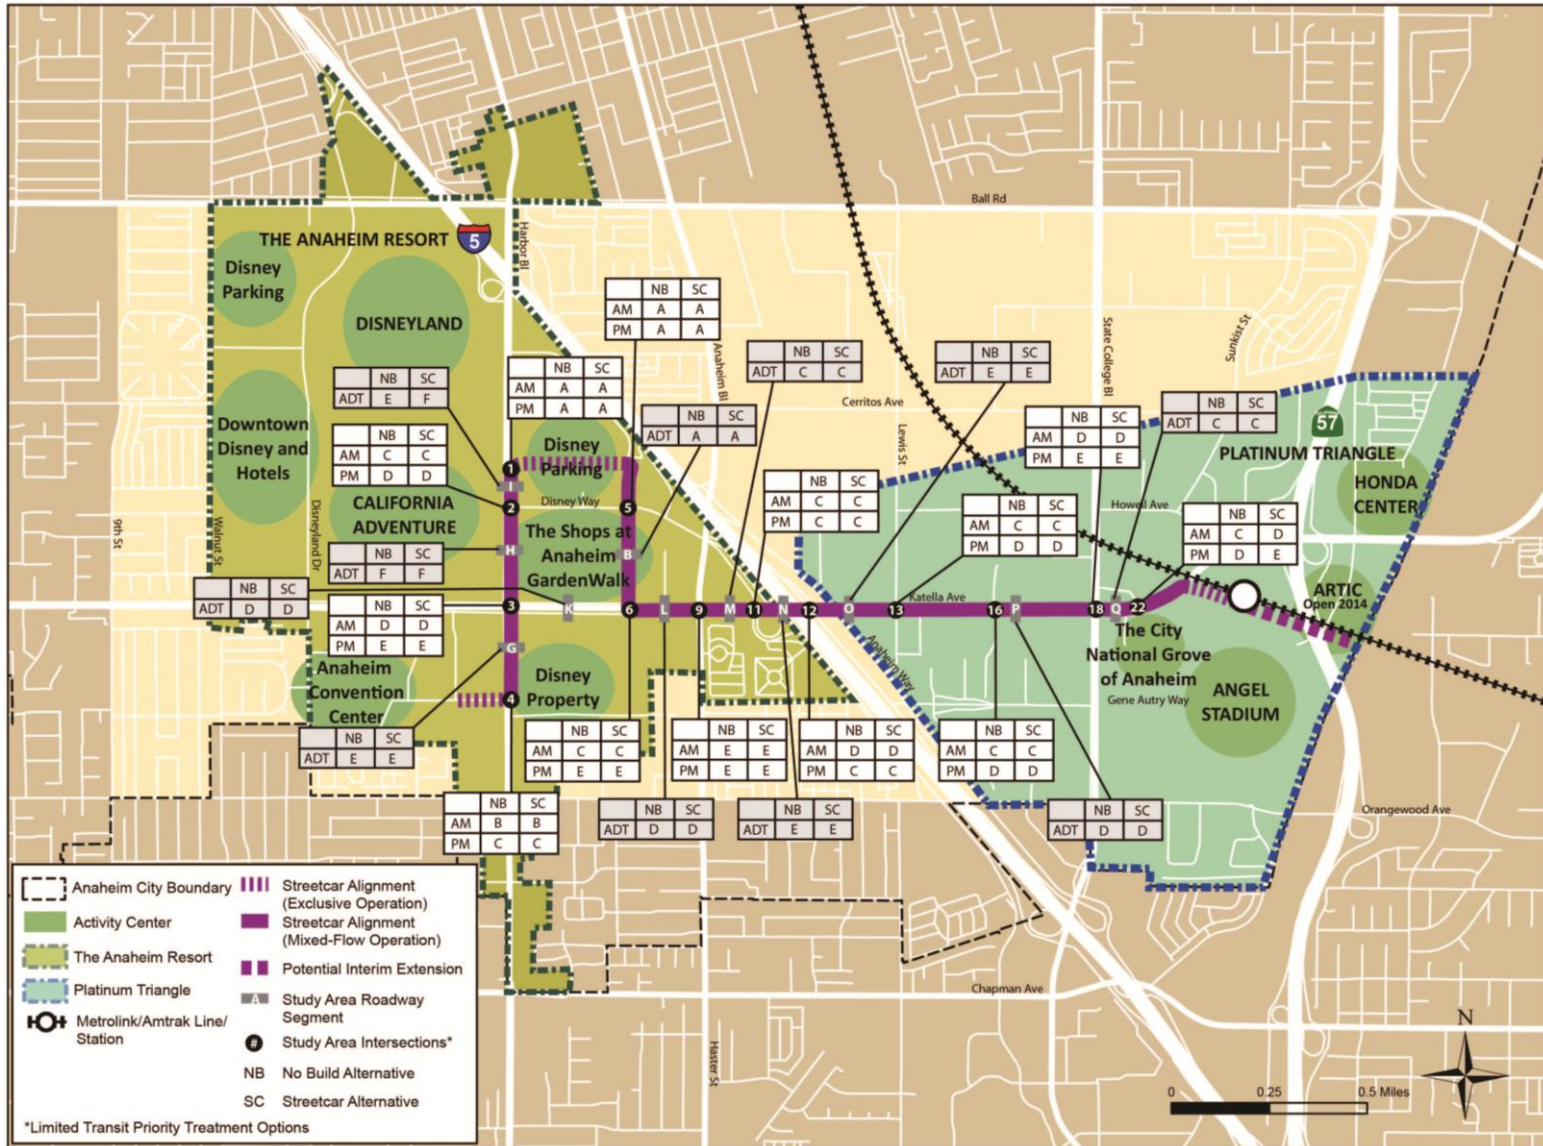 Ball Rd
THE ANAHEIM RESORT
5
Harbor Bl
Disney
Parking
DISNEYLAND
NB SC
AM A A
PM A A
Anaheim Bl
NB SC
ADT C C
NB SC
ADT E E
State College Bl
Sunkist St
NB SC
ADT E F
NB SC
AM A A
PM A A
Cerritos Ave
NB SC
ADT C C
57
PLATINUM TRIANGLE
Downtown
Disney and
Hotels
NB SC
AM C C
PM D D
Disney
Parking
NB SC
ADT A A
Lewis St
NB SC
AM D D
PM E E
HONDA
CENTER
1
I
2
CALIFORNIA
ADVENTURE
Disney Way
5
NB SC
AM C C
PM C C
NB SC
AM C C
PM D D
Howell Ave
NB SC
AM C D
PM D E
9th St
Walnut St
Disneyland Dr
H
The Shops at
Anaheim
GardenWalk
B
NB SC
ADT F F
NB SC
ADT D D
3
K
6
L
9
M
11
N
12
O
13
Katella Ave
16
P
18
Q
22
ARTIC
Open 2014
NB SC
AM D D
PM E E
G
Anaheim
Convention
Center
4
Disney
Property
Anaheim Way
The City
National Grove
of Anaheim
Gene Autry Way
ANGEL
STADIUM
NB SC
ADT E E
NB SC
AM C C
PM E E
NB SC
AM E E
PM E E
NB SC
AM D D
PM C C
NB SC
AM C C
PM D D
NB SC
AM B B
PM C C
NB SC
ADT D D
NB SC
ADT E E
NB SC
ADT D D
Orangewood Ave
Chapman Ave
Haster St
Anaheim City Boundary
Activity Center
The Anaheim Resort
Platinum Triangle
Metrolink/Amtrak Line/
Station
Streetcar Alignment
(Exclusive Operation)
Streetcar Alignment
(Mixed-Flow Operation)
Potential Interim Extension
A
Study Area Roadway
Segment
#
Study Area Intersections*
NB No Build Alternative
SC Streetcar Alternative
*Limited Transit Priority Treatment Options
N
0 0.25 0.5 Miles